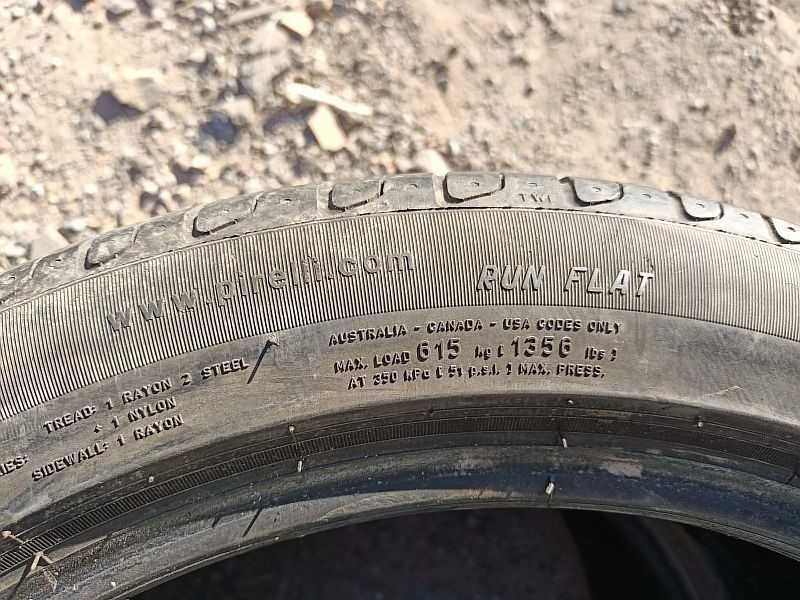 TWI
www.pirelli.com
RUN FLAT
AUSTRALIA - CANADA - USA CODES ONLY
MAX. LOAD 615 kg [ 1356 lbs ]
AT 350 kPa [ 51 p.s.i. ] MAX. PRESS.
TREAD: 1 RAYON 2 STEEL
+ 1 NYLON
SIDEWALL: 1 RAYON